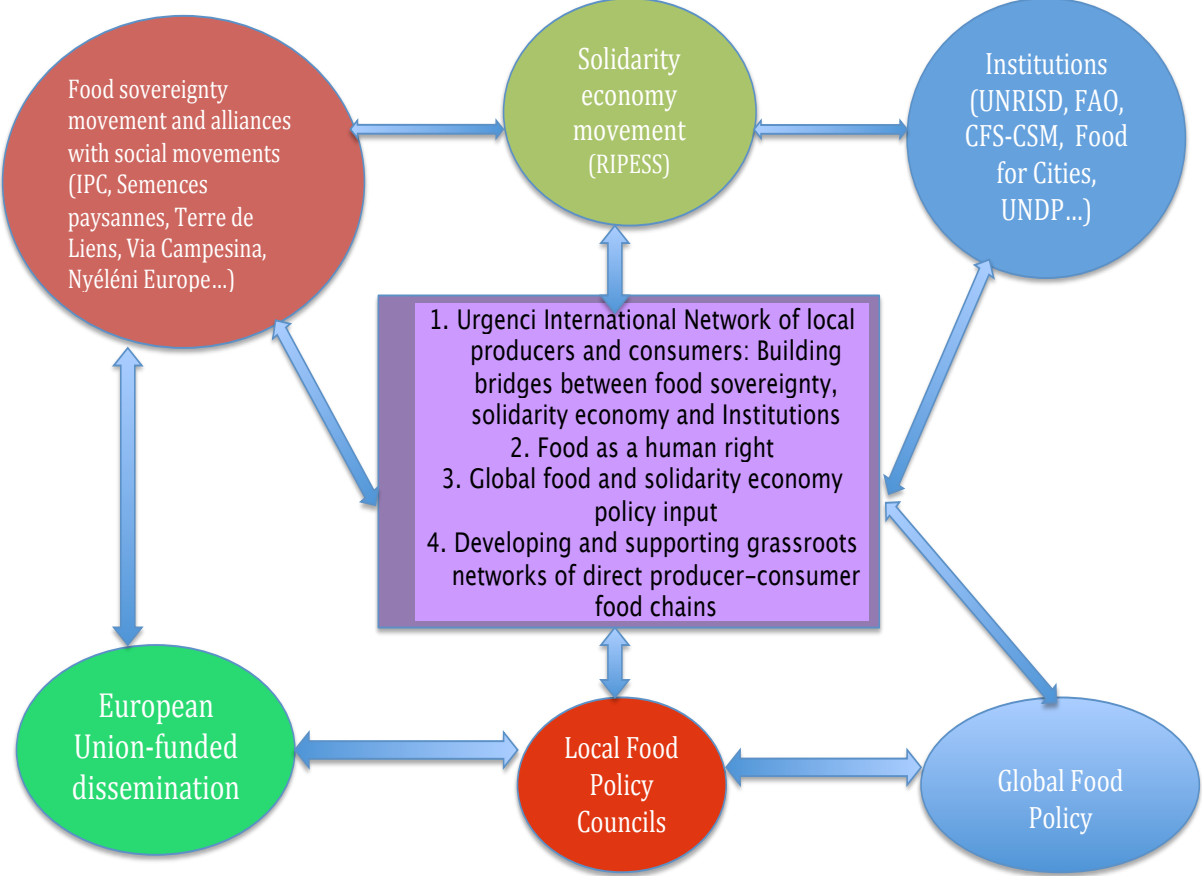 Food sovereignty
movement and alliances
with social movements
(IPC, Semences
paysannes, Terre de
Liens, Via Campesina,
Nyéléni Europe…)
Solidarity
economy
movement
(RIPESS)
Institutions
(UNRISD, FAO,
CFS-CSM, Food
for Cities,
UNDP…)
1. Urgenci International Network of local
producers and consumers: Building
bridges between food sovereignty,
solidarity economy and Institutions
2. Food as a human right
3. Global food and solidarity economy
policy input
4. Developing and supporting grassroots
networks of direct producer–consumer
food chains
European
Union-funded
dissemination
Local Food
Policy
Councils
Global Food
Policy